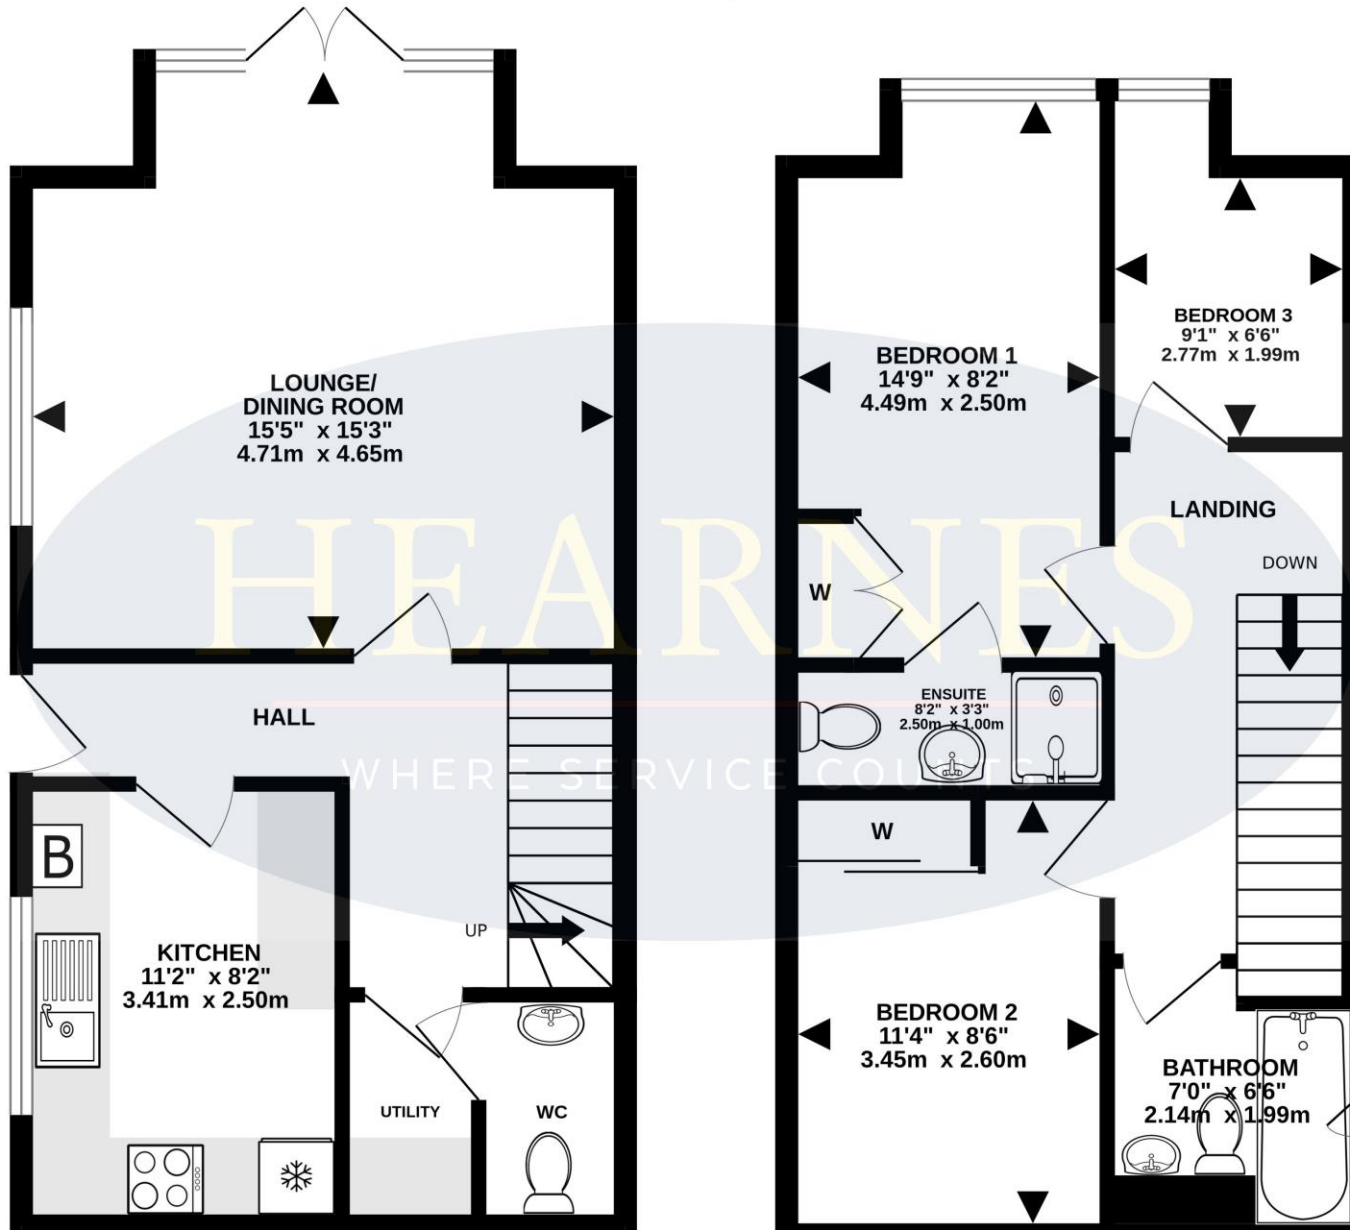 LOUNGE/
DINING ROOM
15'5" x 15'3"
4.71m x 4.65m
HALL
B
KITCHEN
11'2" x 8'2"
3.41m x 2.50m
UP
UTILITY
WC
BEDROOM 1
14'9" x 8'2"
4.49m x 2.50m
BEDROOM 3
9'1" x 6'6"
2.77m x 1.99m
LANDING
DOWN
W
ENSUITE
8'2" x 3'3"
2.50m x 1.00m
W
BEDROOM 2
11'4" x 8'6"
3.45m x 2.60m
BATHROOM
7'0" x 6'6"
2.14m x 1.99m
HEARNES
WHERE SERVICE COUNTS